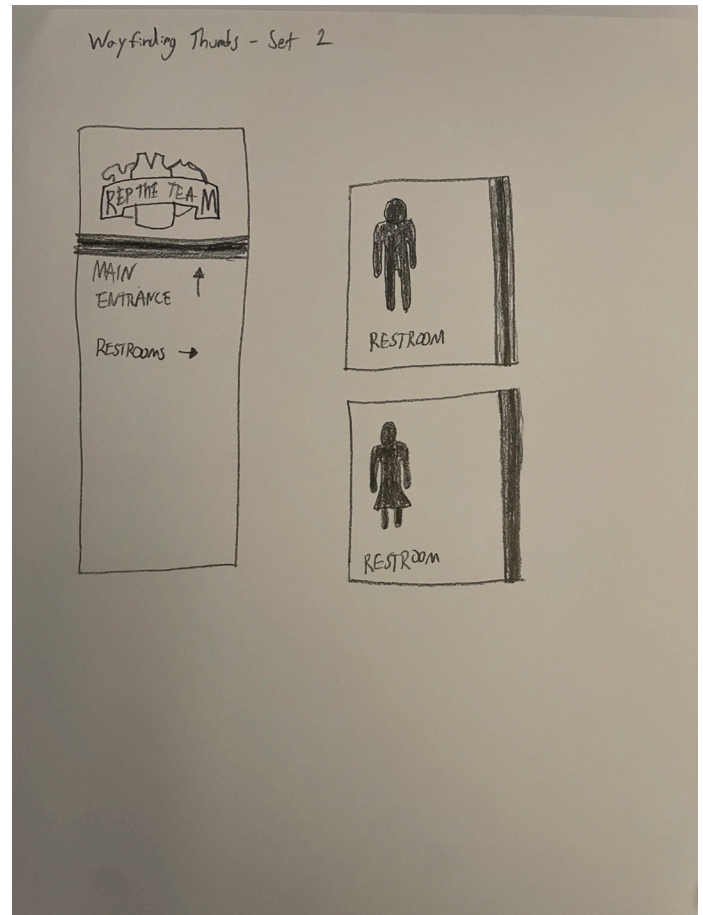 Wayfinding Thumbs - Set 2
REP THE TEAM
MAIN
ENTRANCE
RESTROOMS
RESTROOM
RESTROOM